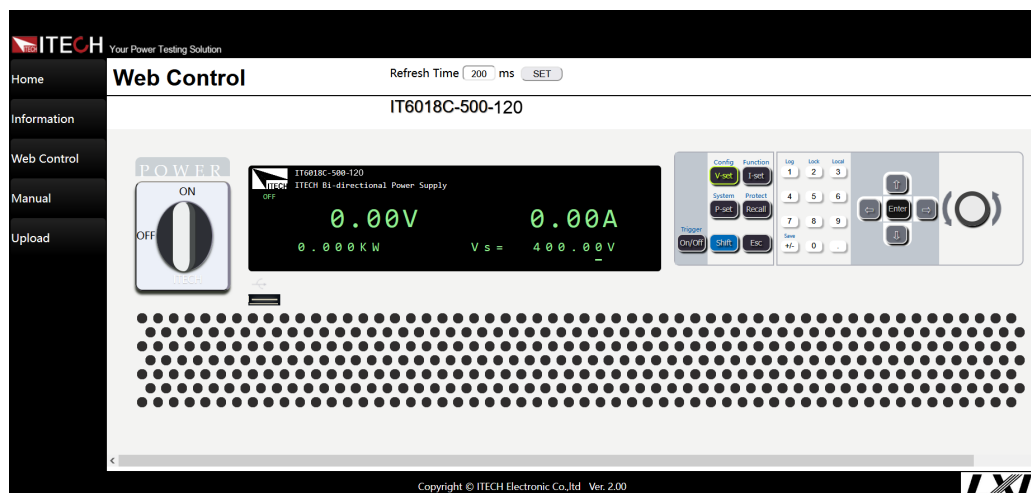 ITECH Your Power Testing Solution
Home
Information
Web Control
Manual
Upload
Web Control
Refresh Time 200 ms SET
IT6018C-500-120
POWER
ON
OFF
ITECH
ITECH
IT6018C-500-120
ITECH Bi-directional Power Supply
OFF
0.00V 0.00A
0.000KW Vs= 400.00V
Config Function
V-set I-set
System Protect
P-set Recall
Trigger
On/Off Shift Esc
Log Lock Local
1 2 3
4 5 6
7 8 9
Save
+/- 0 .
Enter
Copyright © ITECH Electronic Co.,ltd Ver. 2.00
LXI